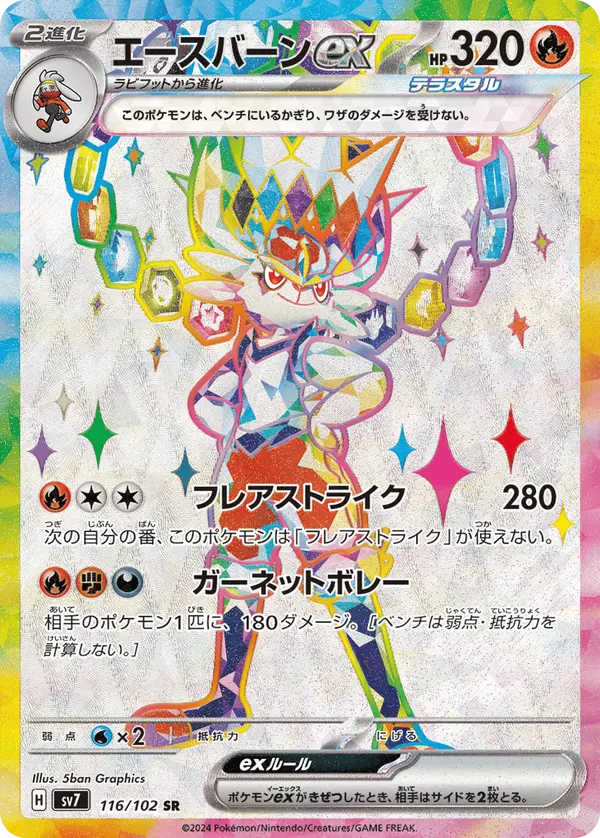 2進化
エースバーンex
HP320
ラビフットから進化
テラスタル
このポケモンは、ベンチにいるかぎり、ワザのダメージを受けない。
フレアストライク 280
次の自分の番、このポケモンは「フレアストライク」が使えない。
ガーネットボレー
相手のポケモン1匹に、180ダメージ。[ベンチは弱点・抵抗力を
計算しない。]
弱点 ×2 抵抗力 にげる
exルール
ポケモンexがきぜつしたとき、相手はサイドを2枚とる。
Illus. 5ban Graphics
H sv7 116/102 SR
©2024 Pokémon/Nintendo/Creatures/GAME FREAK.